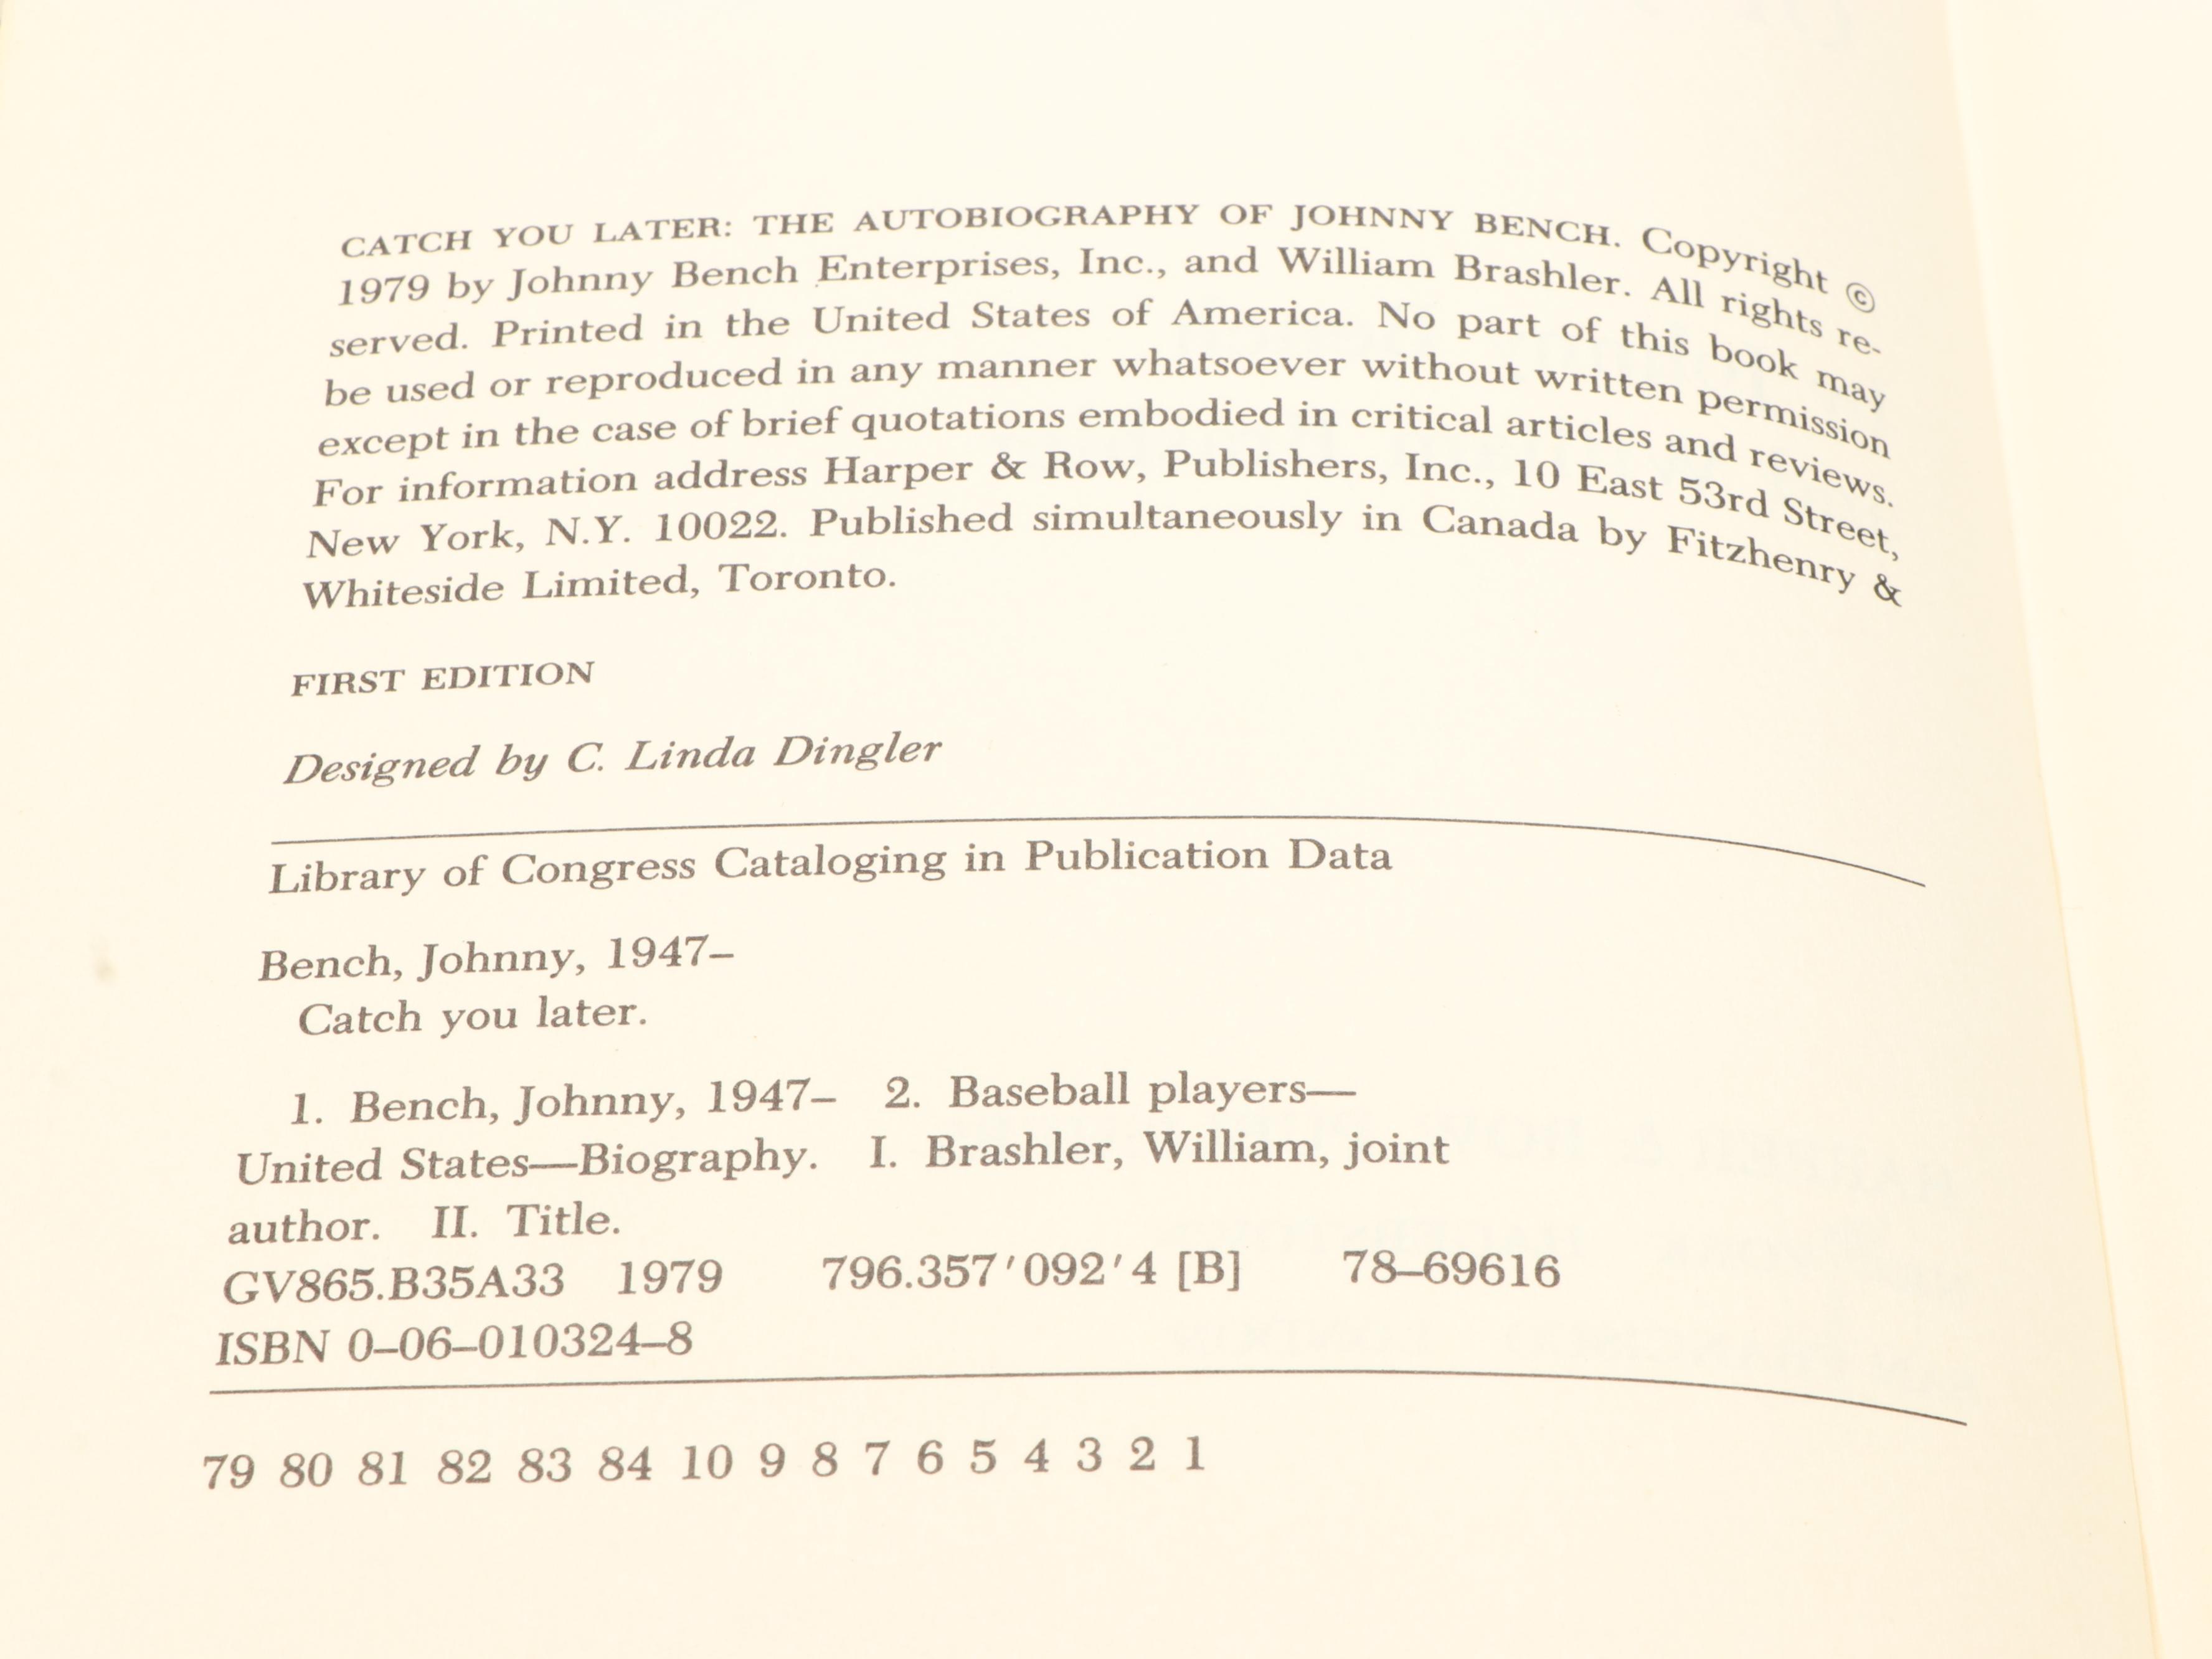 CATCH YOU LATER: THE AUTOBIOGRAPHY OF JOHNNY BENCH. Copyright ©
1979 by Johnny Bench Enterprises, Inc., and William Brashler. All rights re-
served. Printed in the United States of America. No part of this book may
be used or reproduced in any manner whatsoever without written permission
except in the case of brief quotations embodied in critical articles and reviews.
For information address Harper & Row, Publishers, Inc., 10 East 53rd Street,
New York, N.Y. 10022. Published simultaneously in Canada by Fitzhenry &
Whiteside Limited, Toronto.
FIRST EDITION
Designed by C. Linda Dingler
Library of Congress Cataloging in Publication Data
Bench, Johnny, 1947–
Catch you later.
1. Bench, Johnny, 1947– 2. Baseball players—
United States—Biography. I. Brashler, William, joint
author. II. Title.
GV865.B35A33 1979 796.357′092′4 [B] 78–69616
ISBN 0–06–010324–8
79 80 81 82 83 84 10 9 8 7 6 5 4 3 2 1